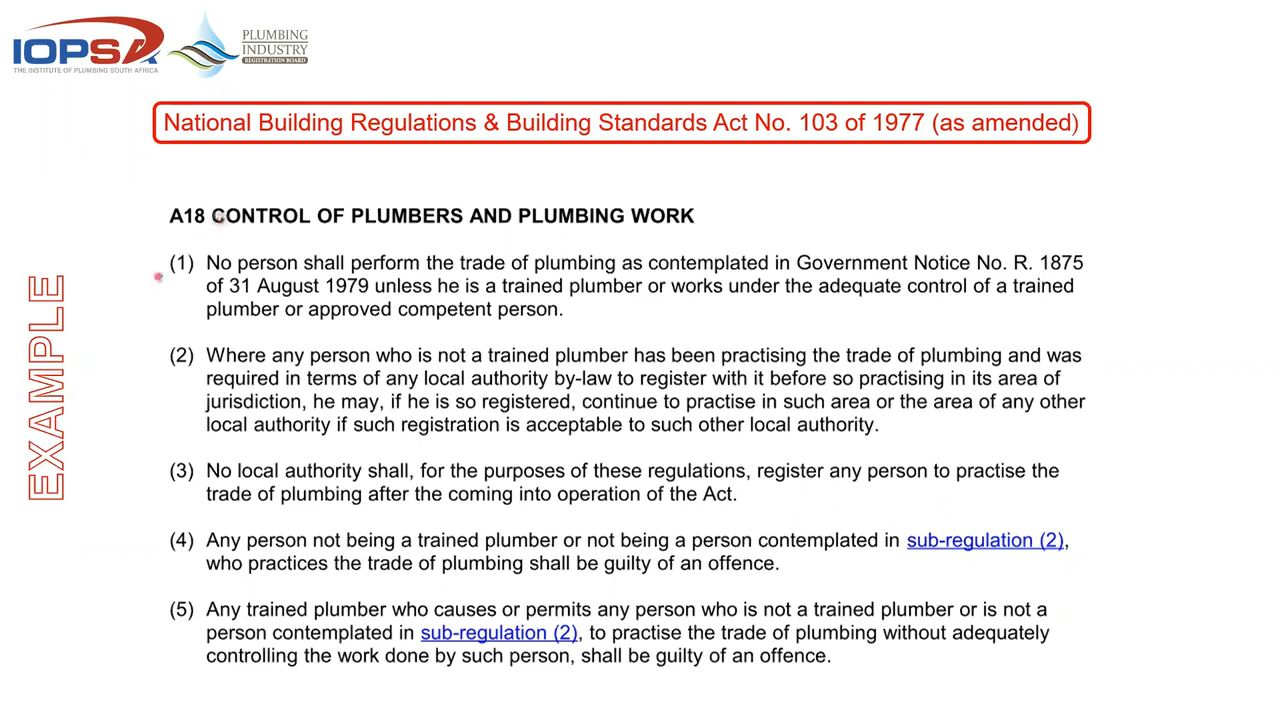 IOPSA
THE INSTITUTE OF PLUMBING SOUTH AFRICA
PLUMBING
INDUSTRY
REGISTRATION BOARD
National Building Regulations & Building Standards Act No. 103 of 1977 (as amended)
A18 CONTROL OF PLUMBERS AND PLUMBING WORK
(1) No person shall perform the trade of plumbing as contemplated in Government Notice No. R. 1875
of 31 August 1979 unless he is a trained plumber or works under the adequate control of a trained
plumber or approved competent person.
(2) Where any person who is not a trained plumber has been practising the trade of plumbing and was
required in terms of any local authority by-law to register with it before so practising in its area of
jurisdiction, he may, if he is so registered, continue to practise in such area or the area of any other
local authority if such registration is acceptable to such other local authority.
(3) No local authority shall, for the purposes of these regulations, register any person to practise the
trade of plumbing after the coming into operation of the Act.
(4) Any person not being a trained plumber or not being a person contemplated in sub-regulation (2),
who practices the trade of plumbing shall be guilty of an offence.
(5) Any trained plumber who causes or permits any person who is not a trained plumber or is not a
person contemplated in sub-regulation (2), to practise the trade of plumbing without adequately
controlling the work done by such person, shall be guilty of an offence.
EXAMPLE